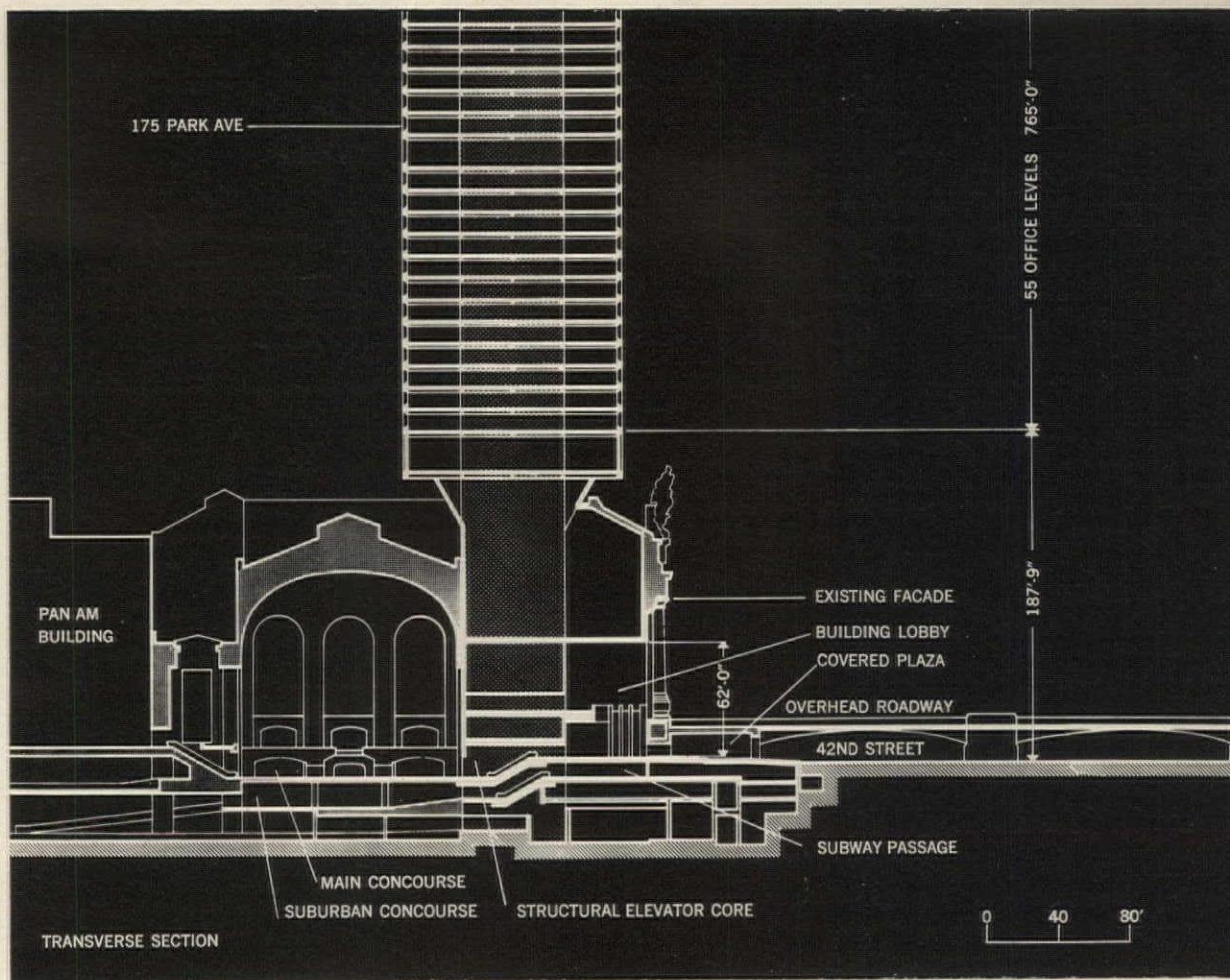 175 PARK AVE
55 OFFICE LEVELS 765'-0"
187'-9"
PAN AM
BUILDING
EXISTING FACADE
BUILDING LOBBY
COVERED PLAZA
62'-0"
OVERHEAD ROADWAY
42ND STREET
SUBWAY PASSAGE
MAIN CONCOURSE
SUBURBAN CONCOURSE
STRUCTURAL ELEVATOR CORE
TRANSVERSE SECTION
0 40 80'